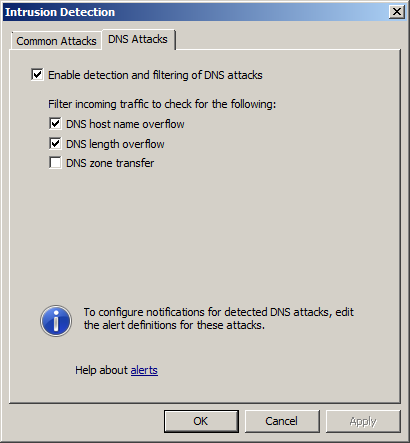 Intrusion Detection
Common Attacks
DNS Attacks
Enable detection and filtering of DNS attacks
Filter incoming traffic to check for the following:
DNS host name overflow
DNS length overflow
DNS zone transfer
To configure notifications for detected DNS attacks, edit
the alert definitions for these attacks.
Help about alerts
OK
Cancel
Apply